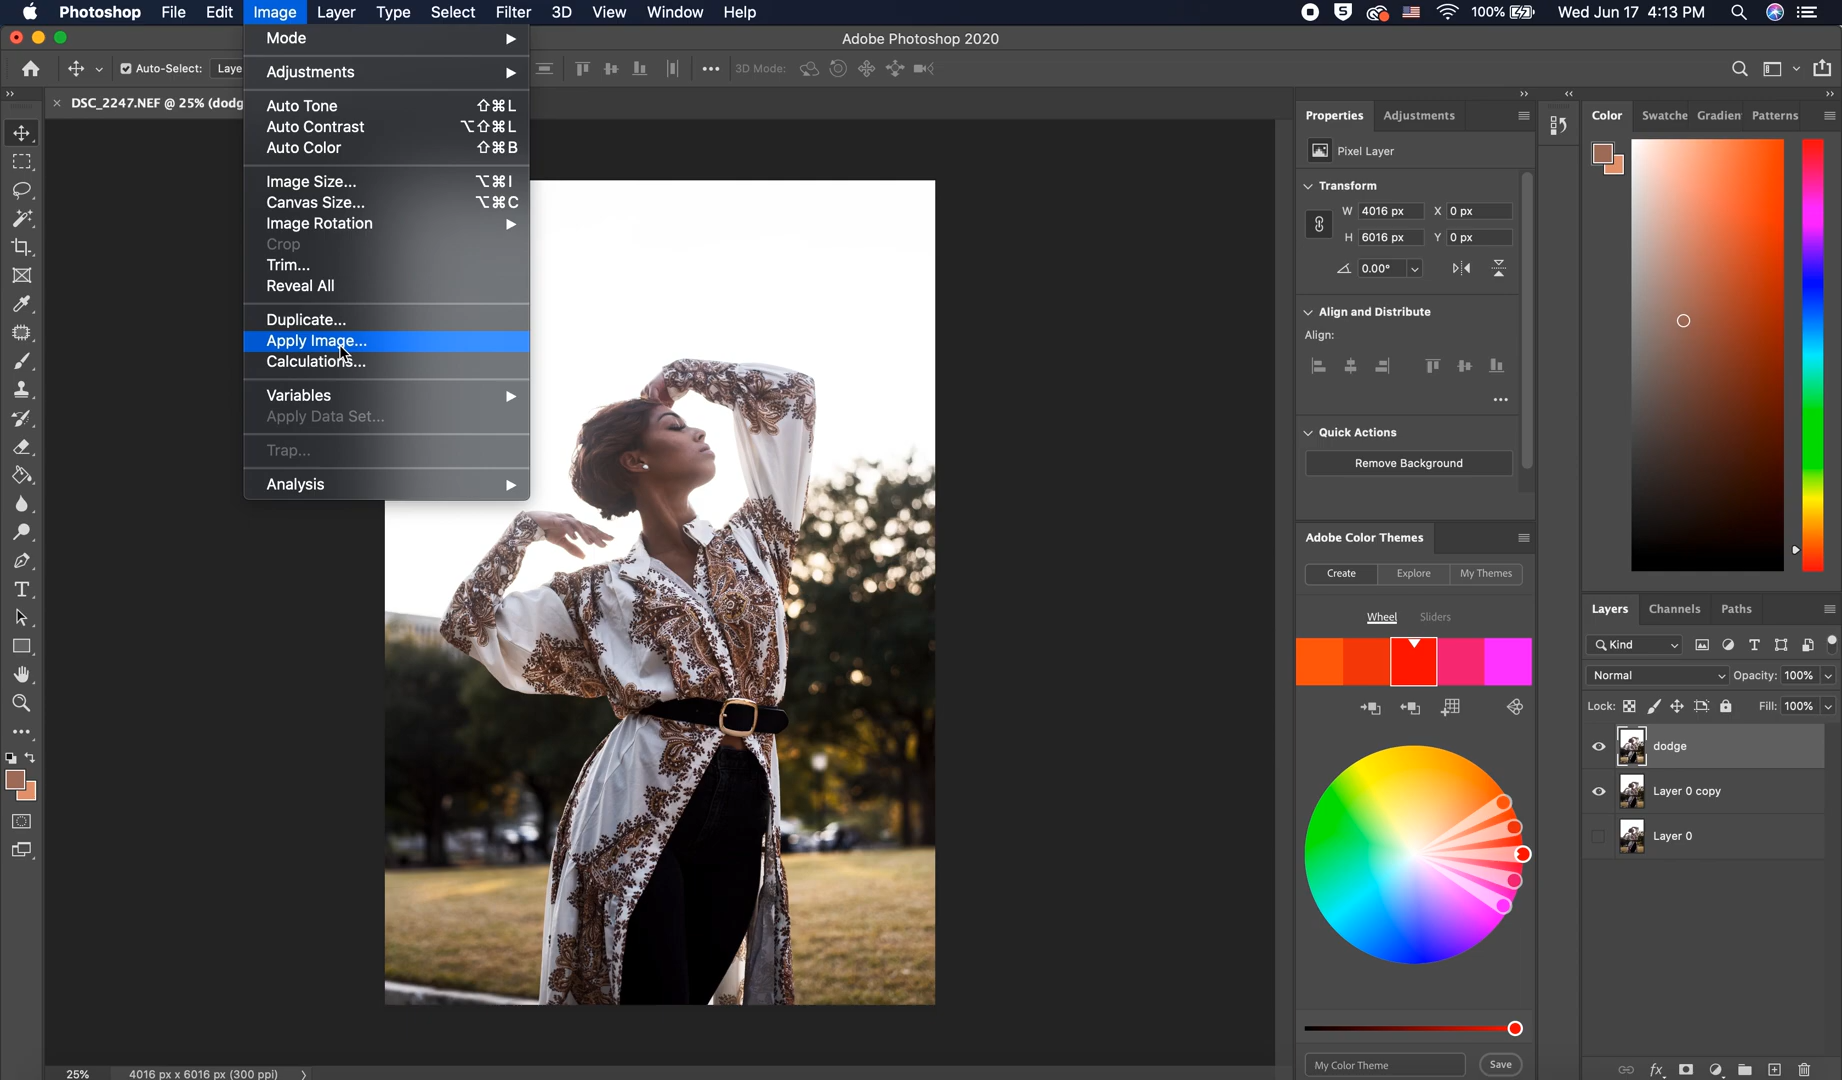 Photoshop File Edit Image Layer Type Select Filter 3D View Window Help
100% Wed Jun 17 4:13 PM
Adobe Photoshop 2020
Auto-Select: Laye
3D Mode:
DSC_2247.NEF @ 25% (dodg
Mode
Adjustments
Auto Tone ⇧⌘L
Auto Contrast ⌥⇧⌘L
Auto Color ⇧⌘B
Image Size... ⌥⌘I
Canvas Size... ⌥⌘C
Image Rotation
Crop
Trim...
Reveal All
Duplicate...
Apply Image...
Calculations...
Variables
Apply Data Set...
Trap...
Analysis
Properties Adjustments
Pixel Layer
Transform
W 4016 px X 0 px
H 6016 px Y 0 px
0.00°
Align and Distribute
Align:
Quick Actions
Remove Background
Adobe Color Themes
Create Explore My Themes
Wheel Sliders
My Color Theme Save
Color Swatche Gradien Patterns
Layers Channels Paths
Kind
Normal Opacity: 100%
Lock: Fill: 100%
dodge
Layer 0 copy
Layer 0
25% 4016 px x 6016 px (300 ppi)